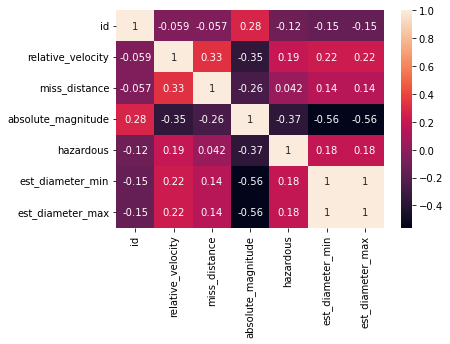 id 1 -0.059 -0.057 0.28 -0.12 -0.15 -0.15
relative_velocity -0.059 1 0.33 -0.35 0.19 0.22 0.22
miss_distance -0.057 0.33 1 -0.26 0.042 0.14 0.14
absolute_magnitude 0.28 -0.35 -0.26 1 -0.37 -0.56 -0.56
hazardous -0.12 0.19 0.042 -0.37 1 0.18 0.18
est_diameter_min -0.15 0.22 0.14 -0.56 0.18 1 1
est_diameter_max -0.15 0.22 0.14 -0.56 0.18 1 1
id
relative_velocity
miss_distance
absolute_magnitude
hazardous
est_diameter_min
est_diameter_max
1.0
0.8
0.6
0.4
0.2
0.0
-0.2
-0.4